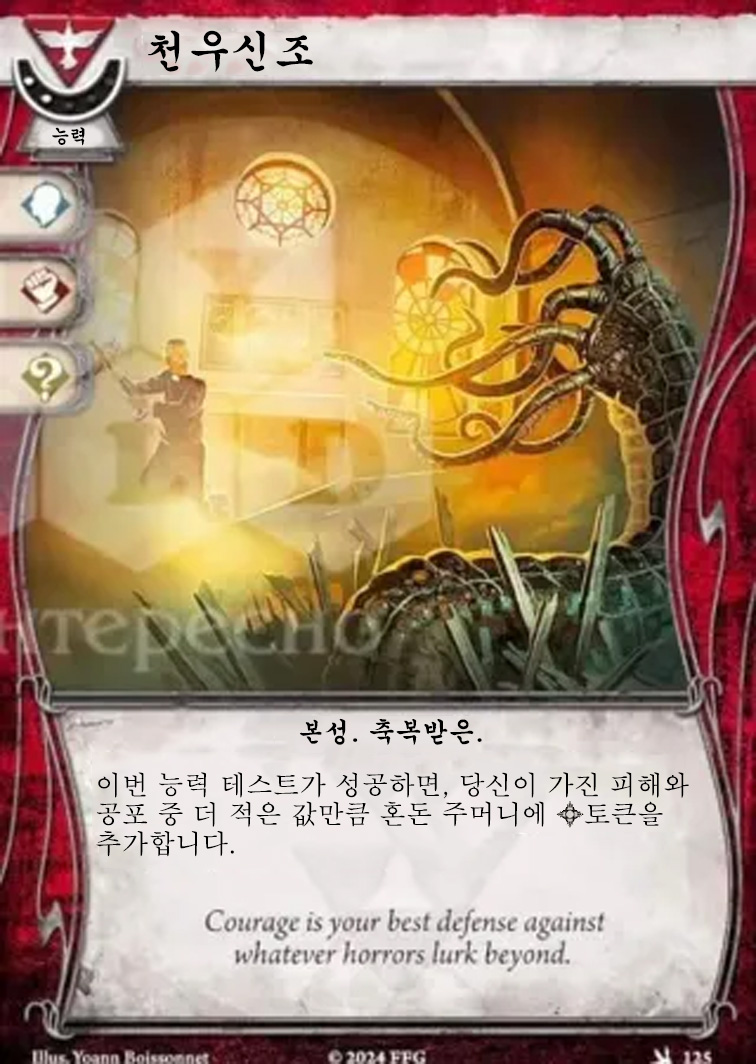 천우신조
능력
нтересно
본성. 축복받은.
이번 능력 테스트가 성공하면, 당신이 가진 피해와
공포 중 더 적은 값만큼 혼돈 주머니에 토큰을
추가합니다.
Courage is your best defense against
whatever horrors lurk beyond.
Illus. Yoann Boissonnet © 2024 FFG 125